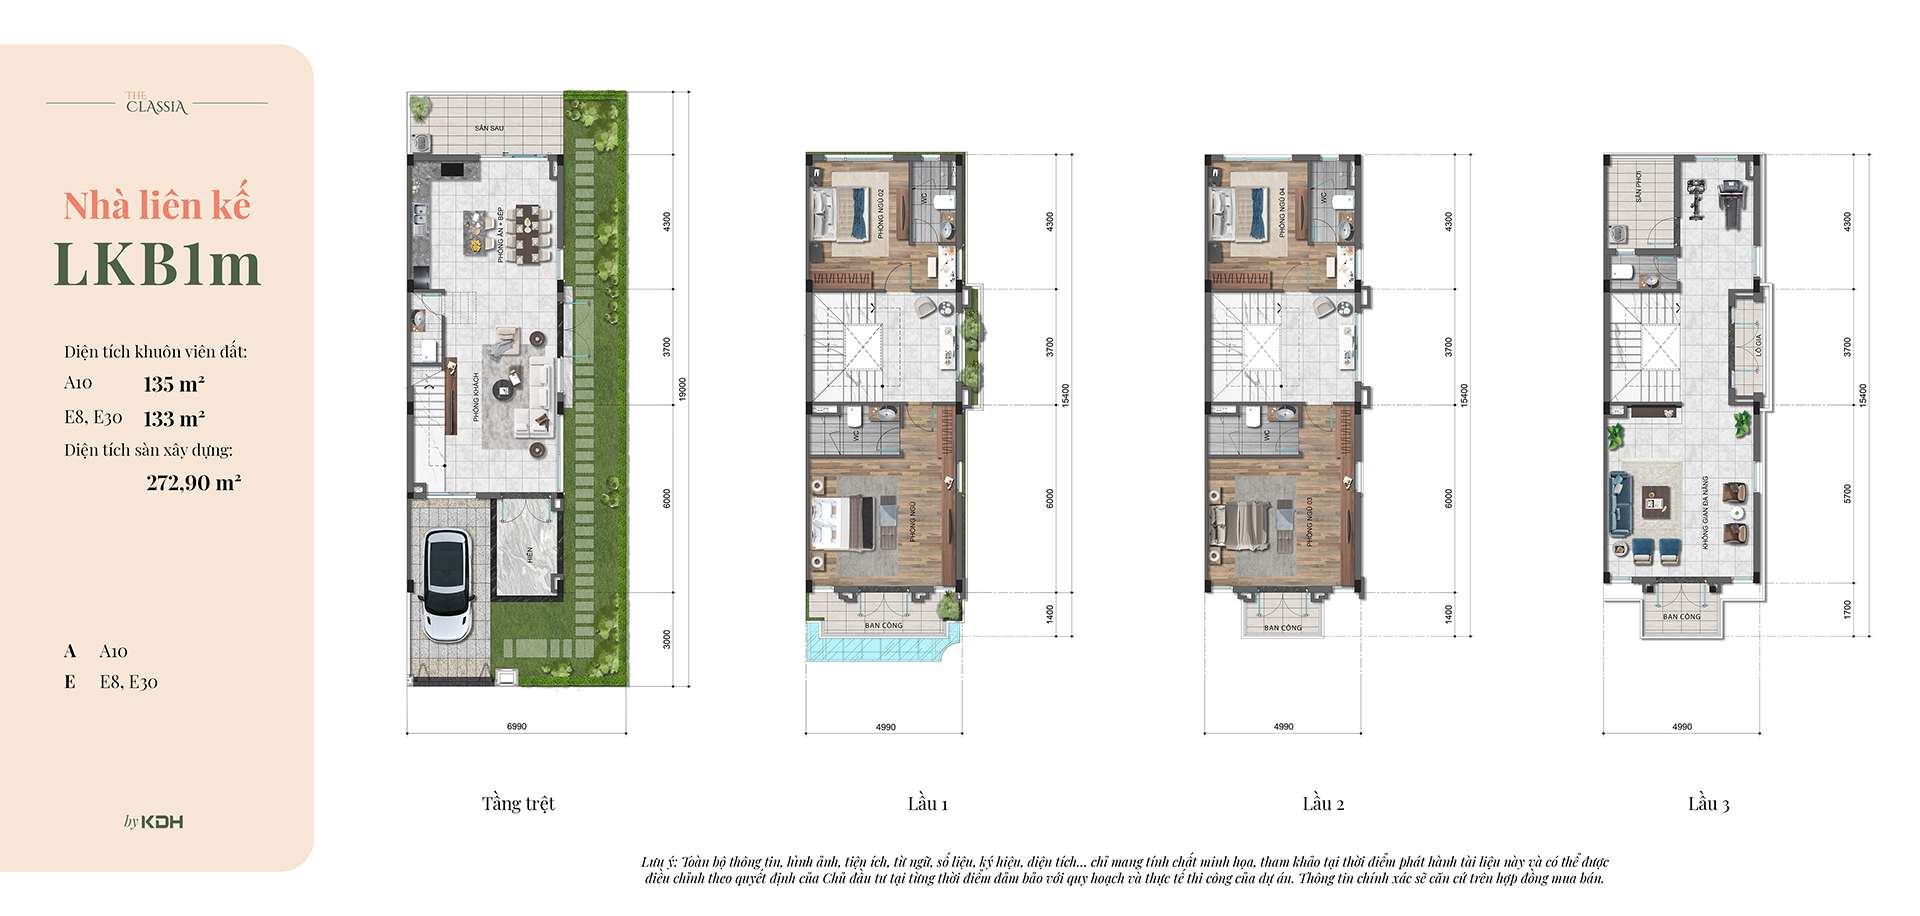 THE
CLASSIA
Nhà liên kế
LKB1m
Diện tích khuôn viên đất:
A10 135 m²
E8, E30 133 m²
Diện tích sàn xây dựng:
272,90 m²
A A10
E E8, E30
by KDH
SÂN SAU
PHÒNG ĂN + BẾP
PHÒNG KHÁCH
HIÊN
4300
3700
6000
3000
19000
6990
Tầng trệt
PHÒNG NGỦ 02
WC
WC
PHÒNG NGỦ
BAN CÔNG
4300
3700
6000
1400
15400
4990
Lầu 1
PHÒNG NGỦ 04
WC
WC
PHÒNG NGỦ 03
BAN CÔNG
4300
3700
6000
1400
15400
4990
Lầu 2
SÂN PHƠI
LÔ GIA
KHÔNG GIAN ĐA NĂNG
BAN CÔNG
4300
3700
5700
1700
15400
4990
Lầu 3
Lưu ý: Toàn bộ thông tin, hình ảnh, tiện ích, từ ngữ, số liệu, ký hiệu, diện tích... chỉ mang tính chất minh họa, tham khảo tại thời điểm phát hành tài liệu này và có thể được
điều chỉnh theo quyết định của Chủ đầu tư tại từng thời điểm đảm bảo với quy hoạch và thực tế thi công của dự án. Thông tin chính xác sẽ căn cứ trên hợp đồng mua bán.